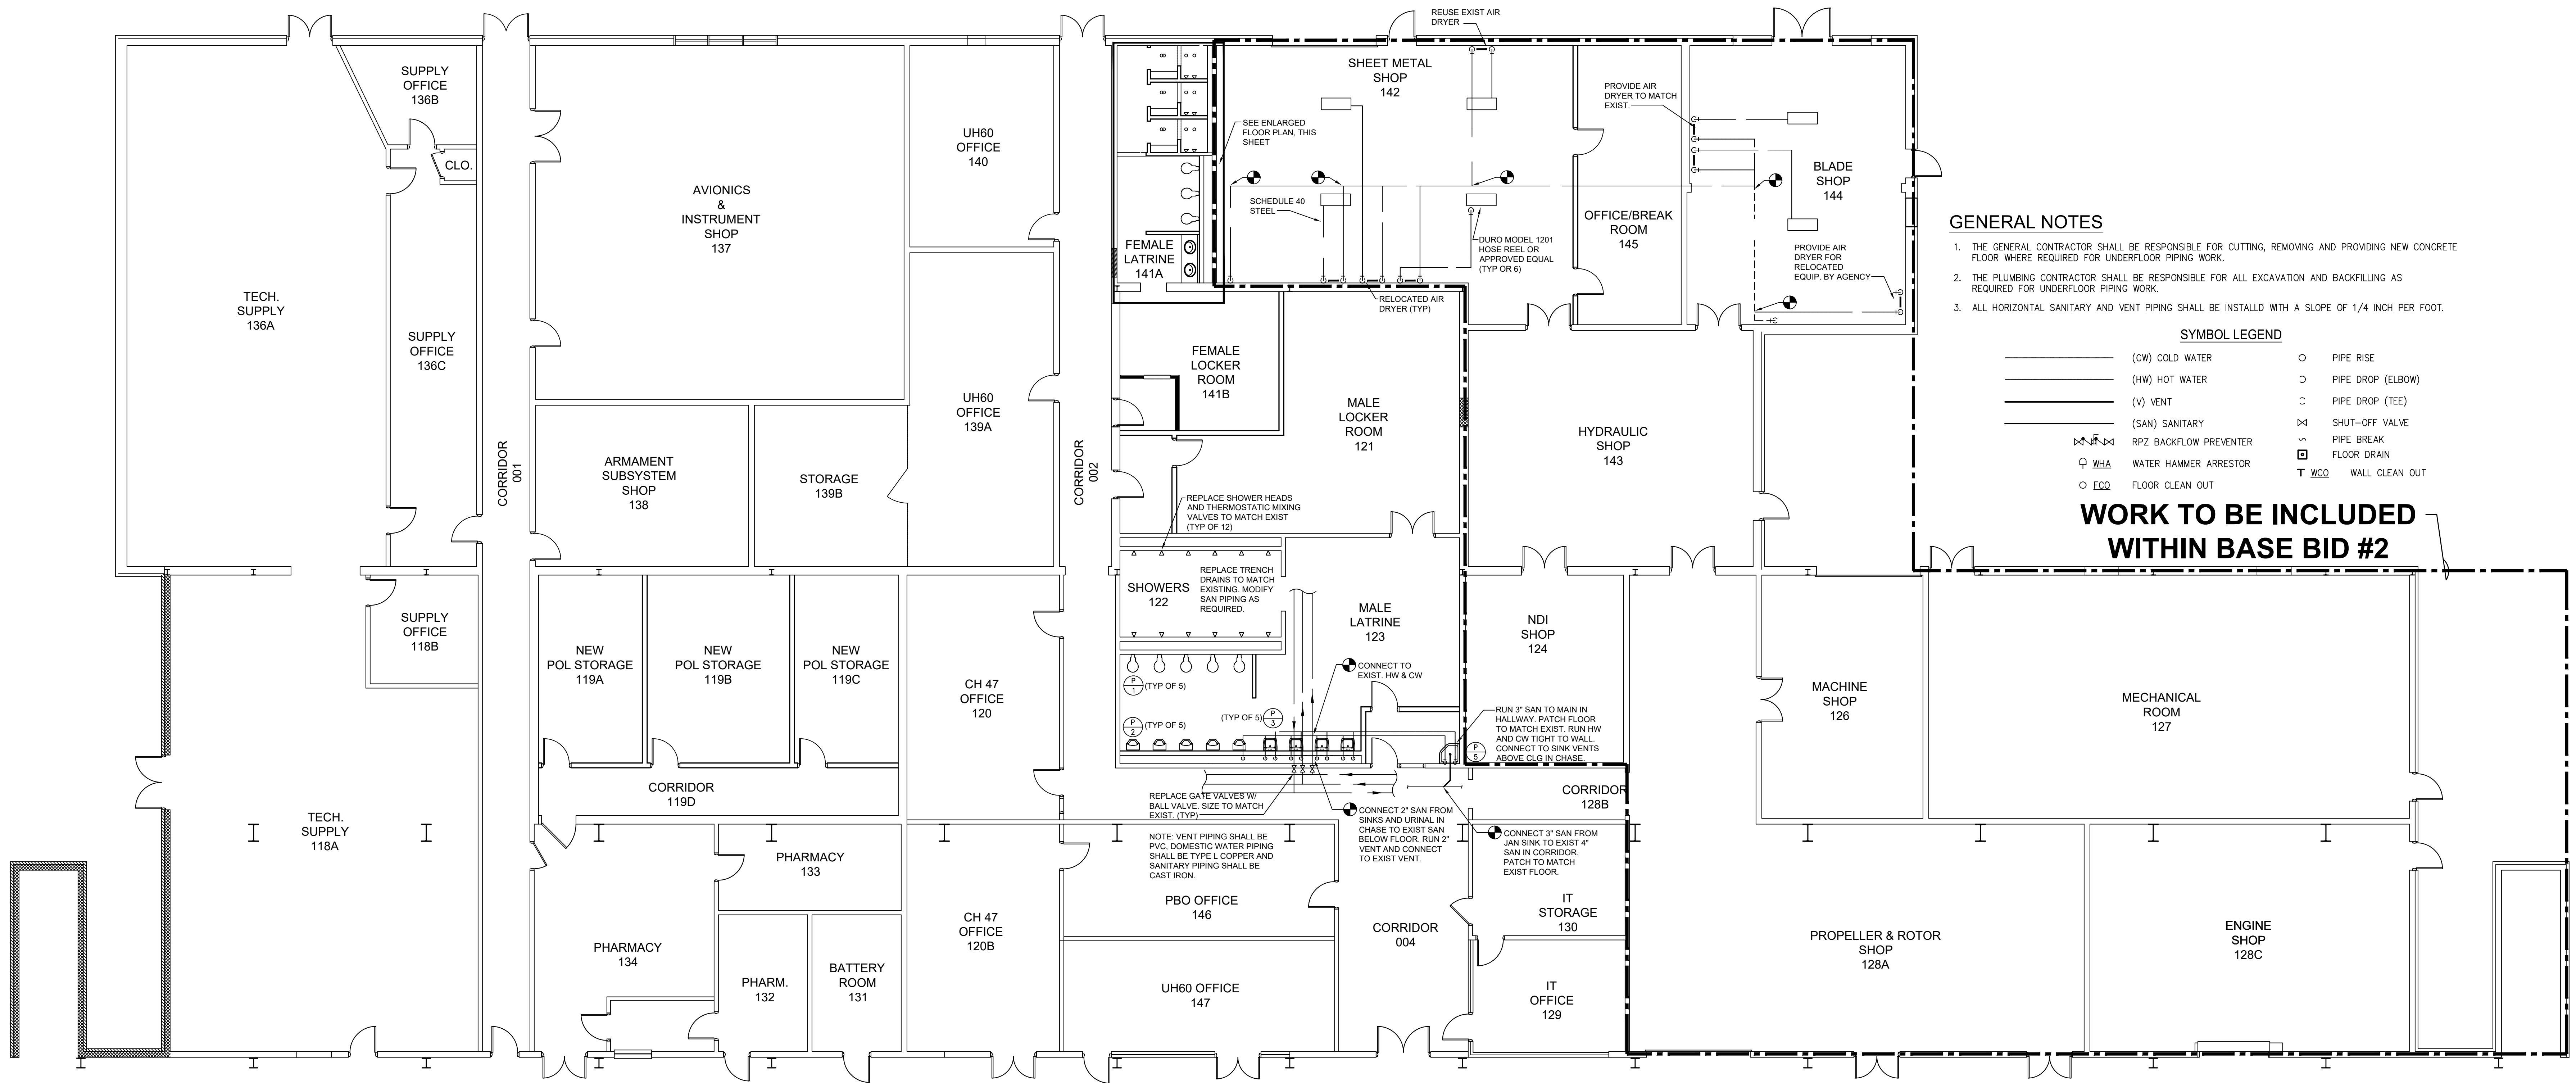 REUSE EXIST AIR
DRYER
SUPPLY
OFFICE
136B
CLO.
TECH.
SUPPLY
136A
SUPPLY
OFFICE
136C
CORRIDOR
001
AVIONICS
&
INSTRUMENT
SHOP
137
UH60
OFFICE
140
UH60
OFFICE
139A
ARMAMENT
SUBSYSTEM
SHOP
138
STORAGE
139B
CORRIDOR
002
SEE ENLARGED
FLOOR PLAN, THIS
SHEET
FEMALE
LATRINE
141A
SHEET METAL
SHOP
142
SCHEDULE 40
STEEL
DURO MODEL 1201
HOSE REEL OR
APPROVED EQUAL
(TYP OR 6)
RELOCATED AIR
DRYER (TYP)
OFFICE/BREAK
ROOM
145
PROVIDE AIR
DRYER TO MATCH
EXIST.
BLADE
SHOP
144
PROVIDE AIR
DRYER FOR
RELOCATED
EQUIP. BY AGENCY
FEMALE
LOCKER
ROOM
141B
MALE
LOCKER
ROOM
121
HYDRAULIC
SHOP
143
REPLACE SHOWER HEADS
AND THERMOSTATIC MIXING
VALVES TO MATCH EXIST
(TYP OF 12)
SHOWERS
122
REPLACE TRENCH
DRAINS TO MATCH
EXISTING. MODIFY
SAN PIPING AS
REQUIRED.
MALE
LATRINE
123
CONNECT TO
EXIST. HW & CW
P
1
(TYP OF 5)
P
2
(TYP OF 5)
(TYP OF 5)
P
3
NDI
SHOP
124
RUN 3" SAN TO MAIN IN
HALLWAY. PATCH FLOOR
TO MATCH EXIST. RUN HW
AND CW TIGHT TO WALL.
CONNECT TO SINK VENTS
ABOVE CLG IN CHASE.
P
5
GENERAL NOTES
1. THE GENERAL CONTRACTOR SHALL BE RESPONSIBLE FOR CUTTING, REMOVING AND PROVIDING NEW CONCRETE
FLOOR WHERE REQUIRED FOR UNDERFLOOR PIPING WORK.
2. THE PLUMBING CONTRACTOR SHALL BE RESPONSIBLE FOR ALL EXCAVATION AND BACKFILLING AS
REQUIRED FOR UNDERFLOOR PIPING WORK.
3. ALL HORIZONTAL SANITARY AND VENT PIPING SHALL BE INSTALLD WITH A SLOPE OF 1/4 INCH PER FOOT.
SYMBOL LEGEND
(CW) COLD WATER
(HW) HOT WATER
(V) VENT
(SAN) SANITARY
RPZ BACKFLOW PREVENTER
WHA WATER HAMMER ARRESTOR
FCO FLOOR CLEAN OUT
PIPE RISE
PIPE DROP (ELBOW)
PIPE DROP (TEE)
SHUT-OFF VALVE
PIPE BREAK
FLOOR DRAIN
WCO WALL CLEAN OUT
WORK TO BE INCLUDED
WITHIN BASE BID #2
SUPPLY
OFFICE
118B
TECH.
SUPPLY
118A
NEW
POL STORAGE
119A
NEW
POL STORAGE
119B
NEW
POL STORAGE
119C
CORRIDOR
119D
CH 47
OFFICE
120
REPLACE GATE VALVES W/
BALL VALVE. SIZE TO MATCH
EXIST. (TYP)
CONNECT 2" SAN FROM
SINKS AND URINAL IN
CHASE TO EXIST SAN
BELOW FLOOR. RUN 2"
VENT AND CONNECT
TO EXIST VENT.
CONNECT 3" SAN FROM
JAN SINK TO EXIST 4"
SAN IN CORRIDOR.
PATCH TO MATCH
EXIST FLOOR.
NOTE: VENT PIPING SHALL BE
PVC, DOMESTIC WATER PIPING
SHALL BE TYPE L COPPER AND
SANITARY PIPING SHALL BE
CAST IRON.
CORRIDOR
128B
MACHINE
SHOP
126
MECHANICAL
ROOM
127
PHARMACY
133
PHARMACY
134
PHARM.
132
BATTERY
ROOM
131
CH 47
OFFICE
120B
PBO OFFICE
146
UH60 OFFICE
147
CORRIDOR
004
IT
STORAGE
130
IT
OFFICE
129
PROPELLER & ROTOR
SHOP
128A
ENGINE
SHOP
128C